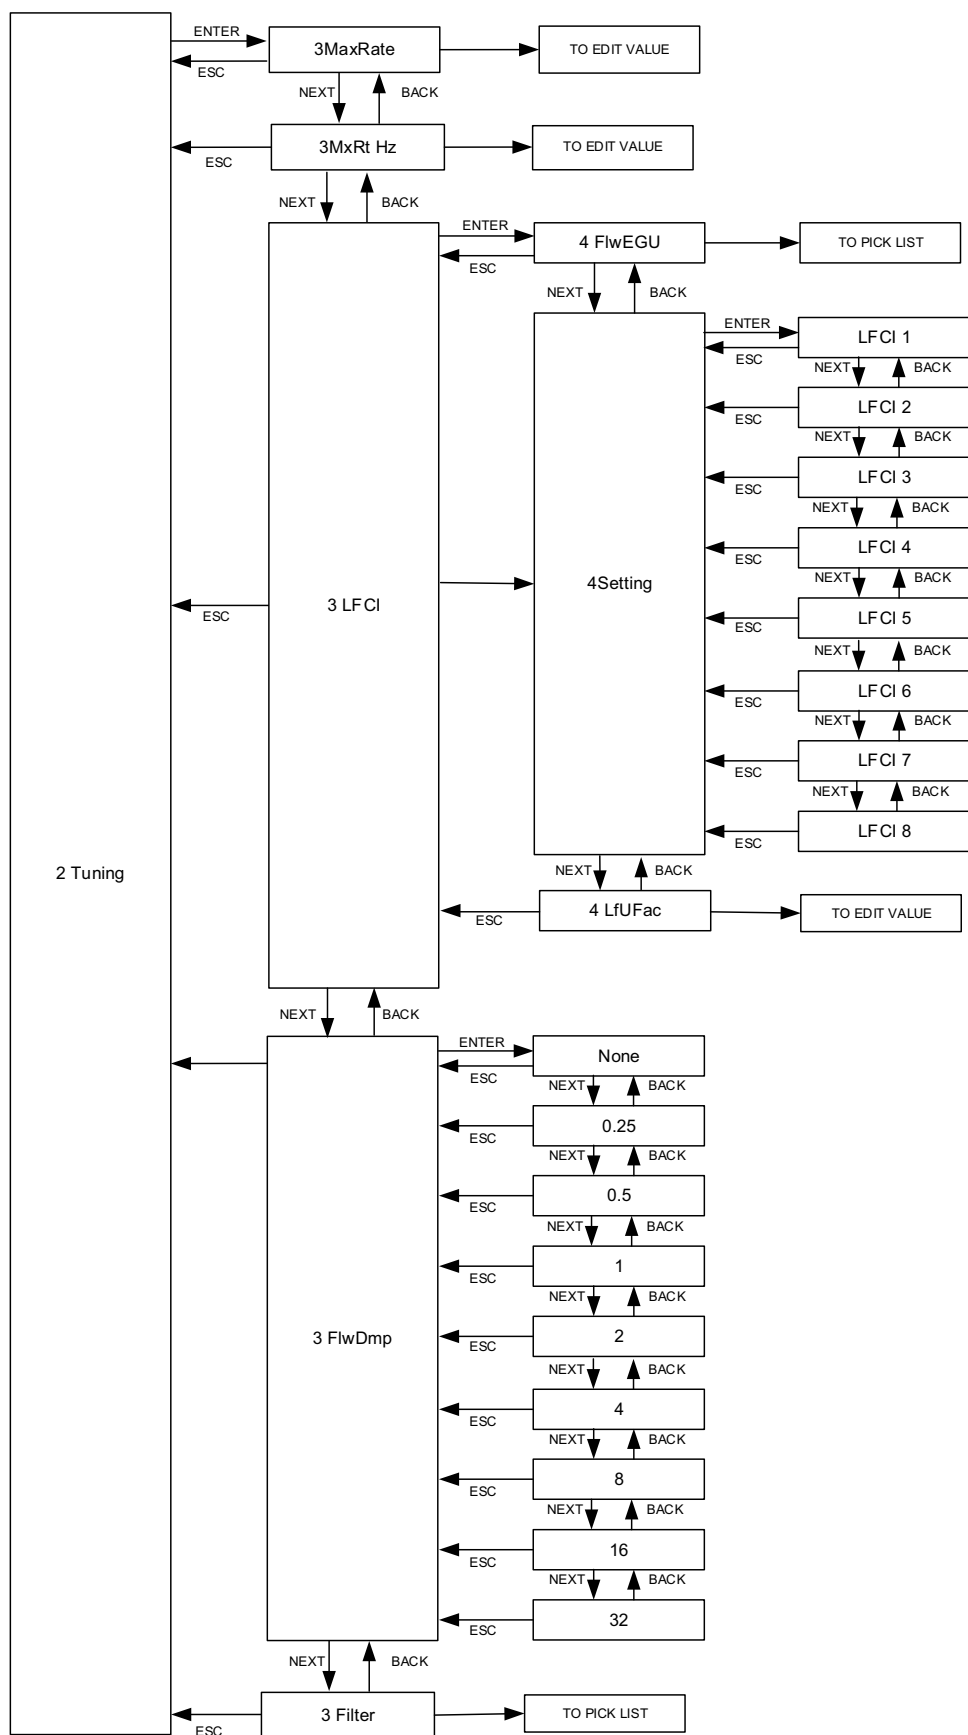 ENTER
3MaxRate
TO EDIT VALUE
ESC
NEXT
BACK
3MxRt Hz
TO EDIT VALUE
ESC
NEXT
BACK
ENTER
4 FlwEGU
TO PICK LIST
ESC
NEXT
BACK
ENTER
LFCI 1
ESC
NEXT
BACK
LFCI 2
ESC
NEXT
BACK
LFCI 3
ESC
NEXT
BACK
LFCI 4
ESC
4Setting
NEXT
BACK
3 LFCI
ESC
LFCI 5
ESC
NEXT
BACK
LFCI 6
ESC
NEXT
BACK
LFCI 7
ESC
NEXT
BACK
LFCI 8
ESC
2 Tuning
NEXT
BACK
4 LfUFac
TO EDIT VALUE
ESC
NEXT
BACK
ENTER
None
ESC
NEXT
BACK
0.25
ESC
NEXT
BACK
0.5
ESC
NEXT
BACK
1
ESC
NEXT
BACK
3 FlwDmp
2
ESC
NEXT
BACK
4
ESC
NEXT
BACK
8
ESC
NEXT
BACK
16
ESC
NEXT
BACK
32
ESC
NEXT
BACK
3 Filter
TO PICK LIST
ESC